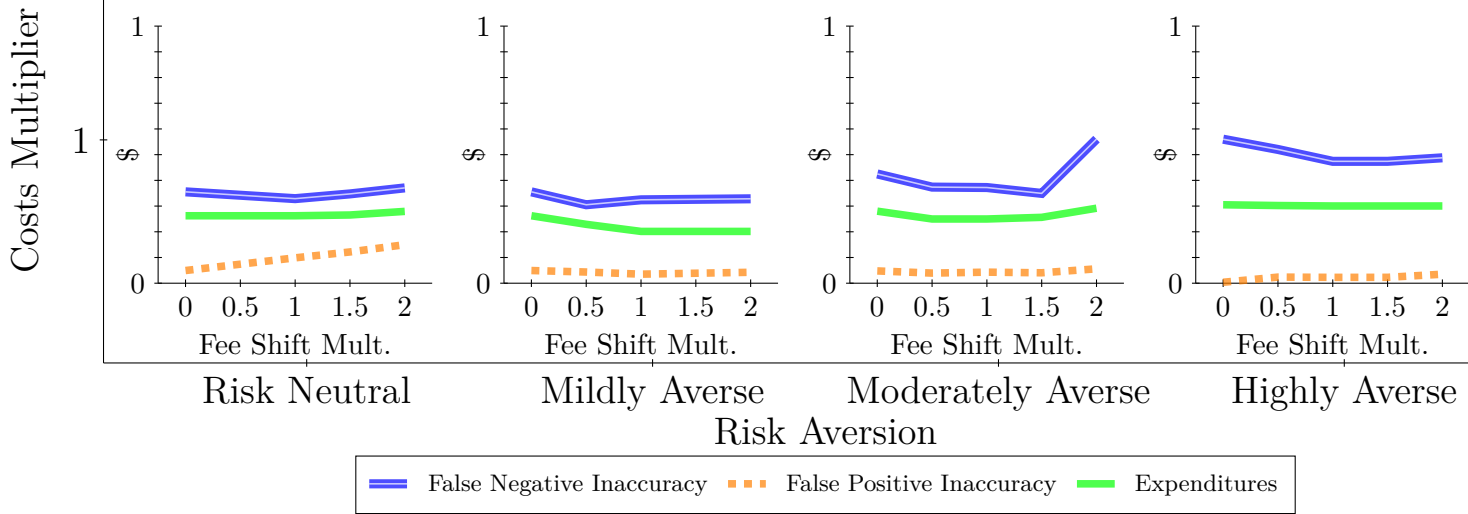 Costs Multiplier
1
1
$
0
0 0.5 1 1.5 2
Fee Shift Mult.
1
$
0
0 0.5 1 1.5 2
Fee Shift Mult.
1
$
0
0 0.5 1 1.5 2
Fee Shift Mult.
1
$
0
0 0.5 1 1.5 2
Fee Shift Mult.
Risk Neutral
Mildly Averse
Moderately Averse
Highly Averse
Risk Aversion
False Negative Inaccuracy False Positive Inaccuracy Expenditures